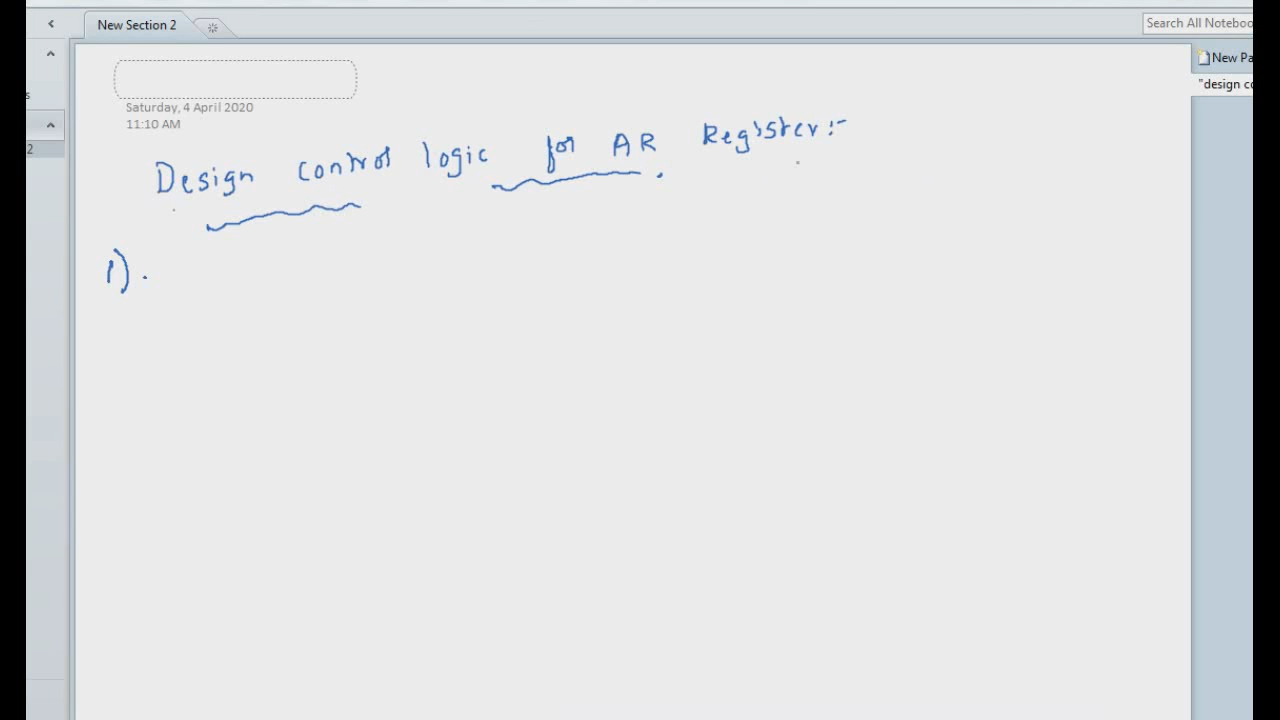 New Section 2
Search All Noteboo
New Pa
"design co
s
2
Saturday, 4 April 2020
11:10 AM
Design control logic for AR Register:-
1).